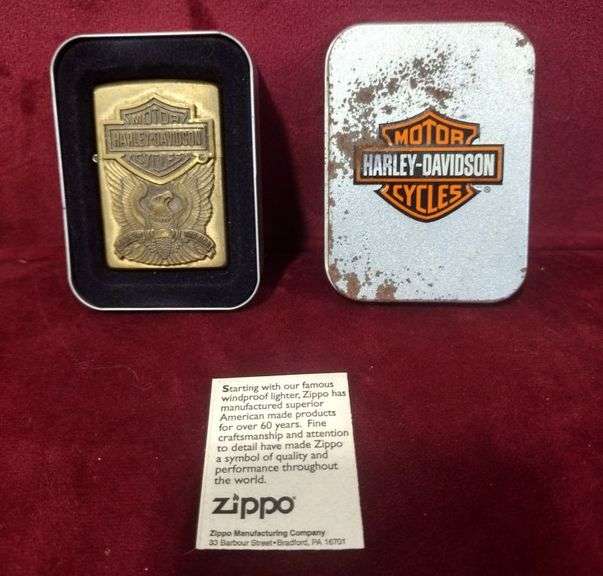 MOTOR
HARLEY-DAVIDSON
CYCLES
MOTOR
HARLEY-DAVIDSON
CYCLES
®
Starting with our famous
windproof lighter, Zippo has
manufactured superior
American made products
for over 60 years. Fine
craftsmanship and attention
to detail have made Zippo
a symbol of quality and
performance throughout
the world.
zippo®
Zippo Manufacturing Company
33 Barbour Street•Bradford, PA 16701